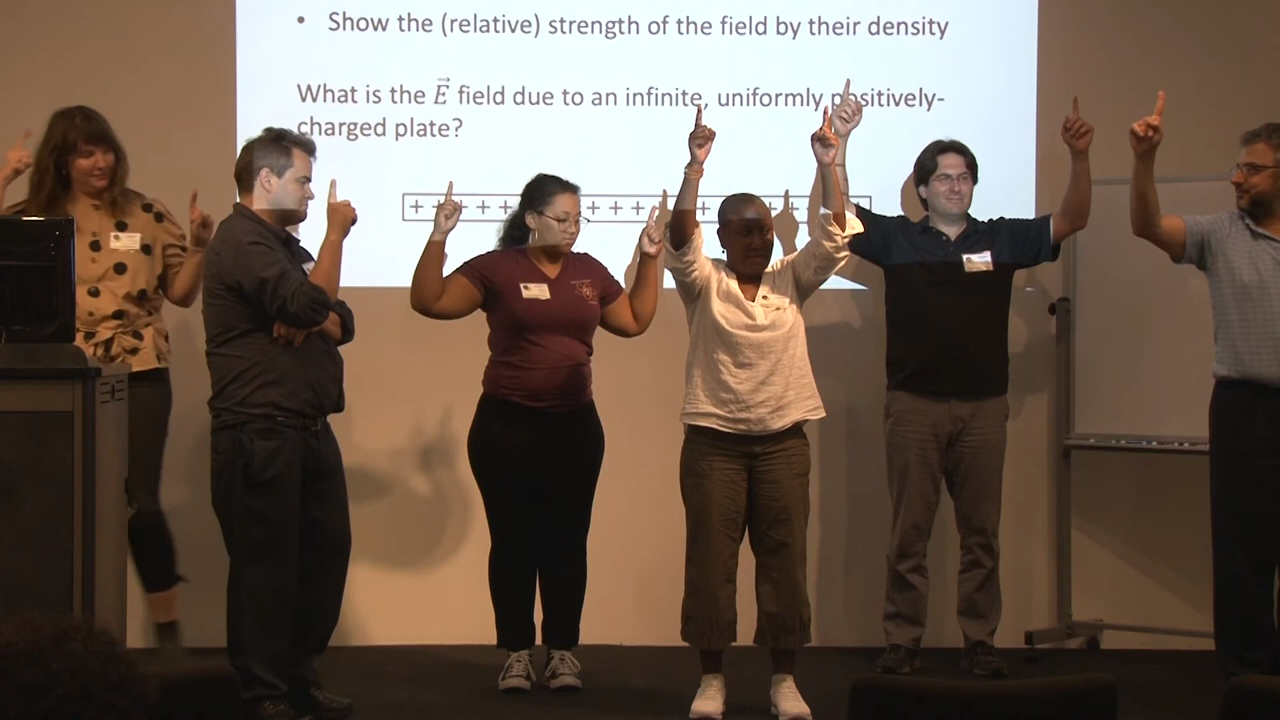 • Show the (relative) strength of the field by their density
What is the E⃗ field due to an infinite, uniformly positively-
charged plate?
+ + + + + + + + + + +